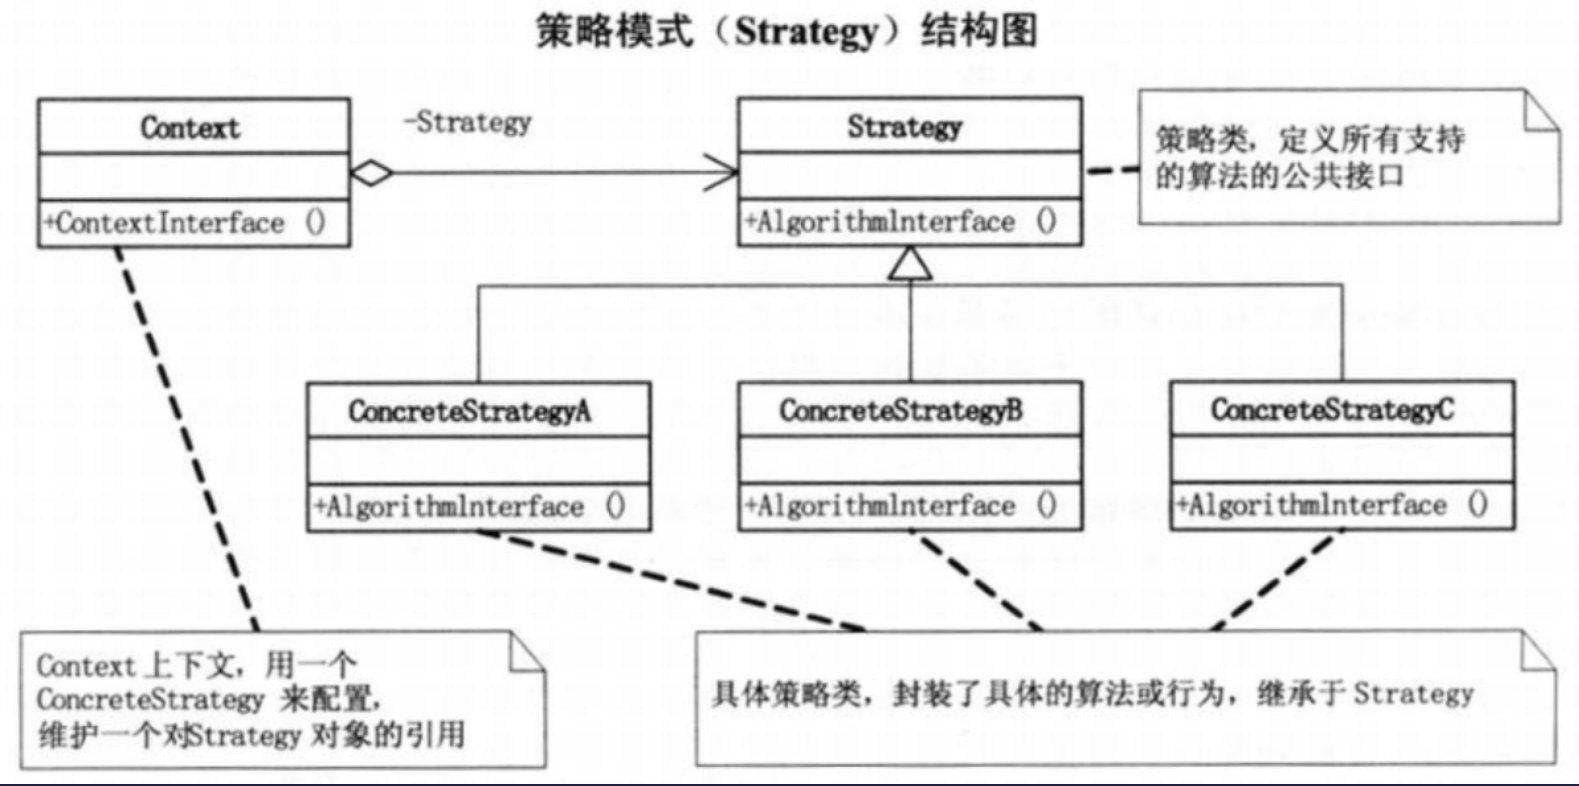 策略模式（Strategy）结构图
Context
-Strategy
Strategy
策略类，定义所有支持
的算法的公共接口
+ContextInterface ()
+AlgorithmInterface ()
ConcreteStrategyA
ConcreteStrategyB
ConcreteStrategyC
+AlgorithmInterface ()
+AlgorithmInterface ()
+AlgorithmInterface ()
Context 上下文，用一个
ConcreteStrategy 来配置，
维护一个对Strategy 对象的引用
具体策略类，封装了具体的算法或行为，继承于 Strategy